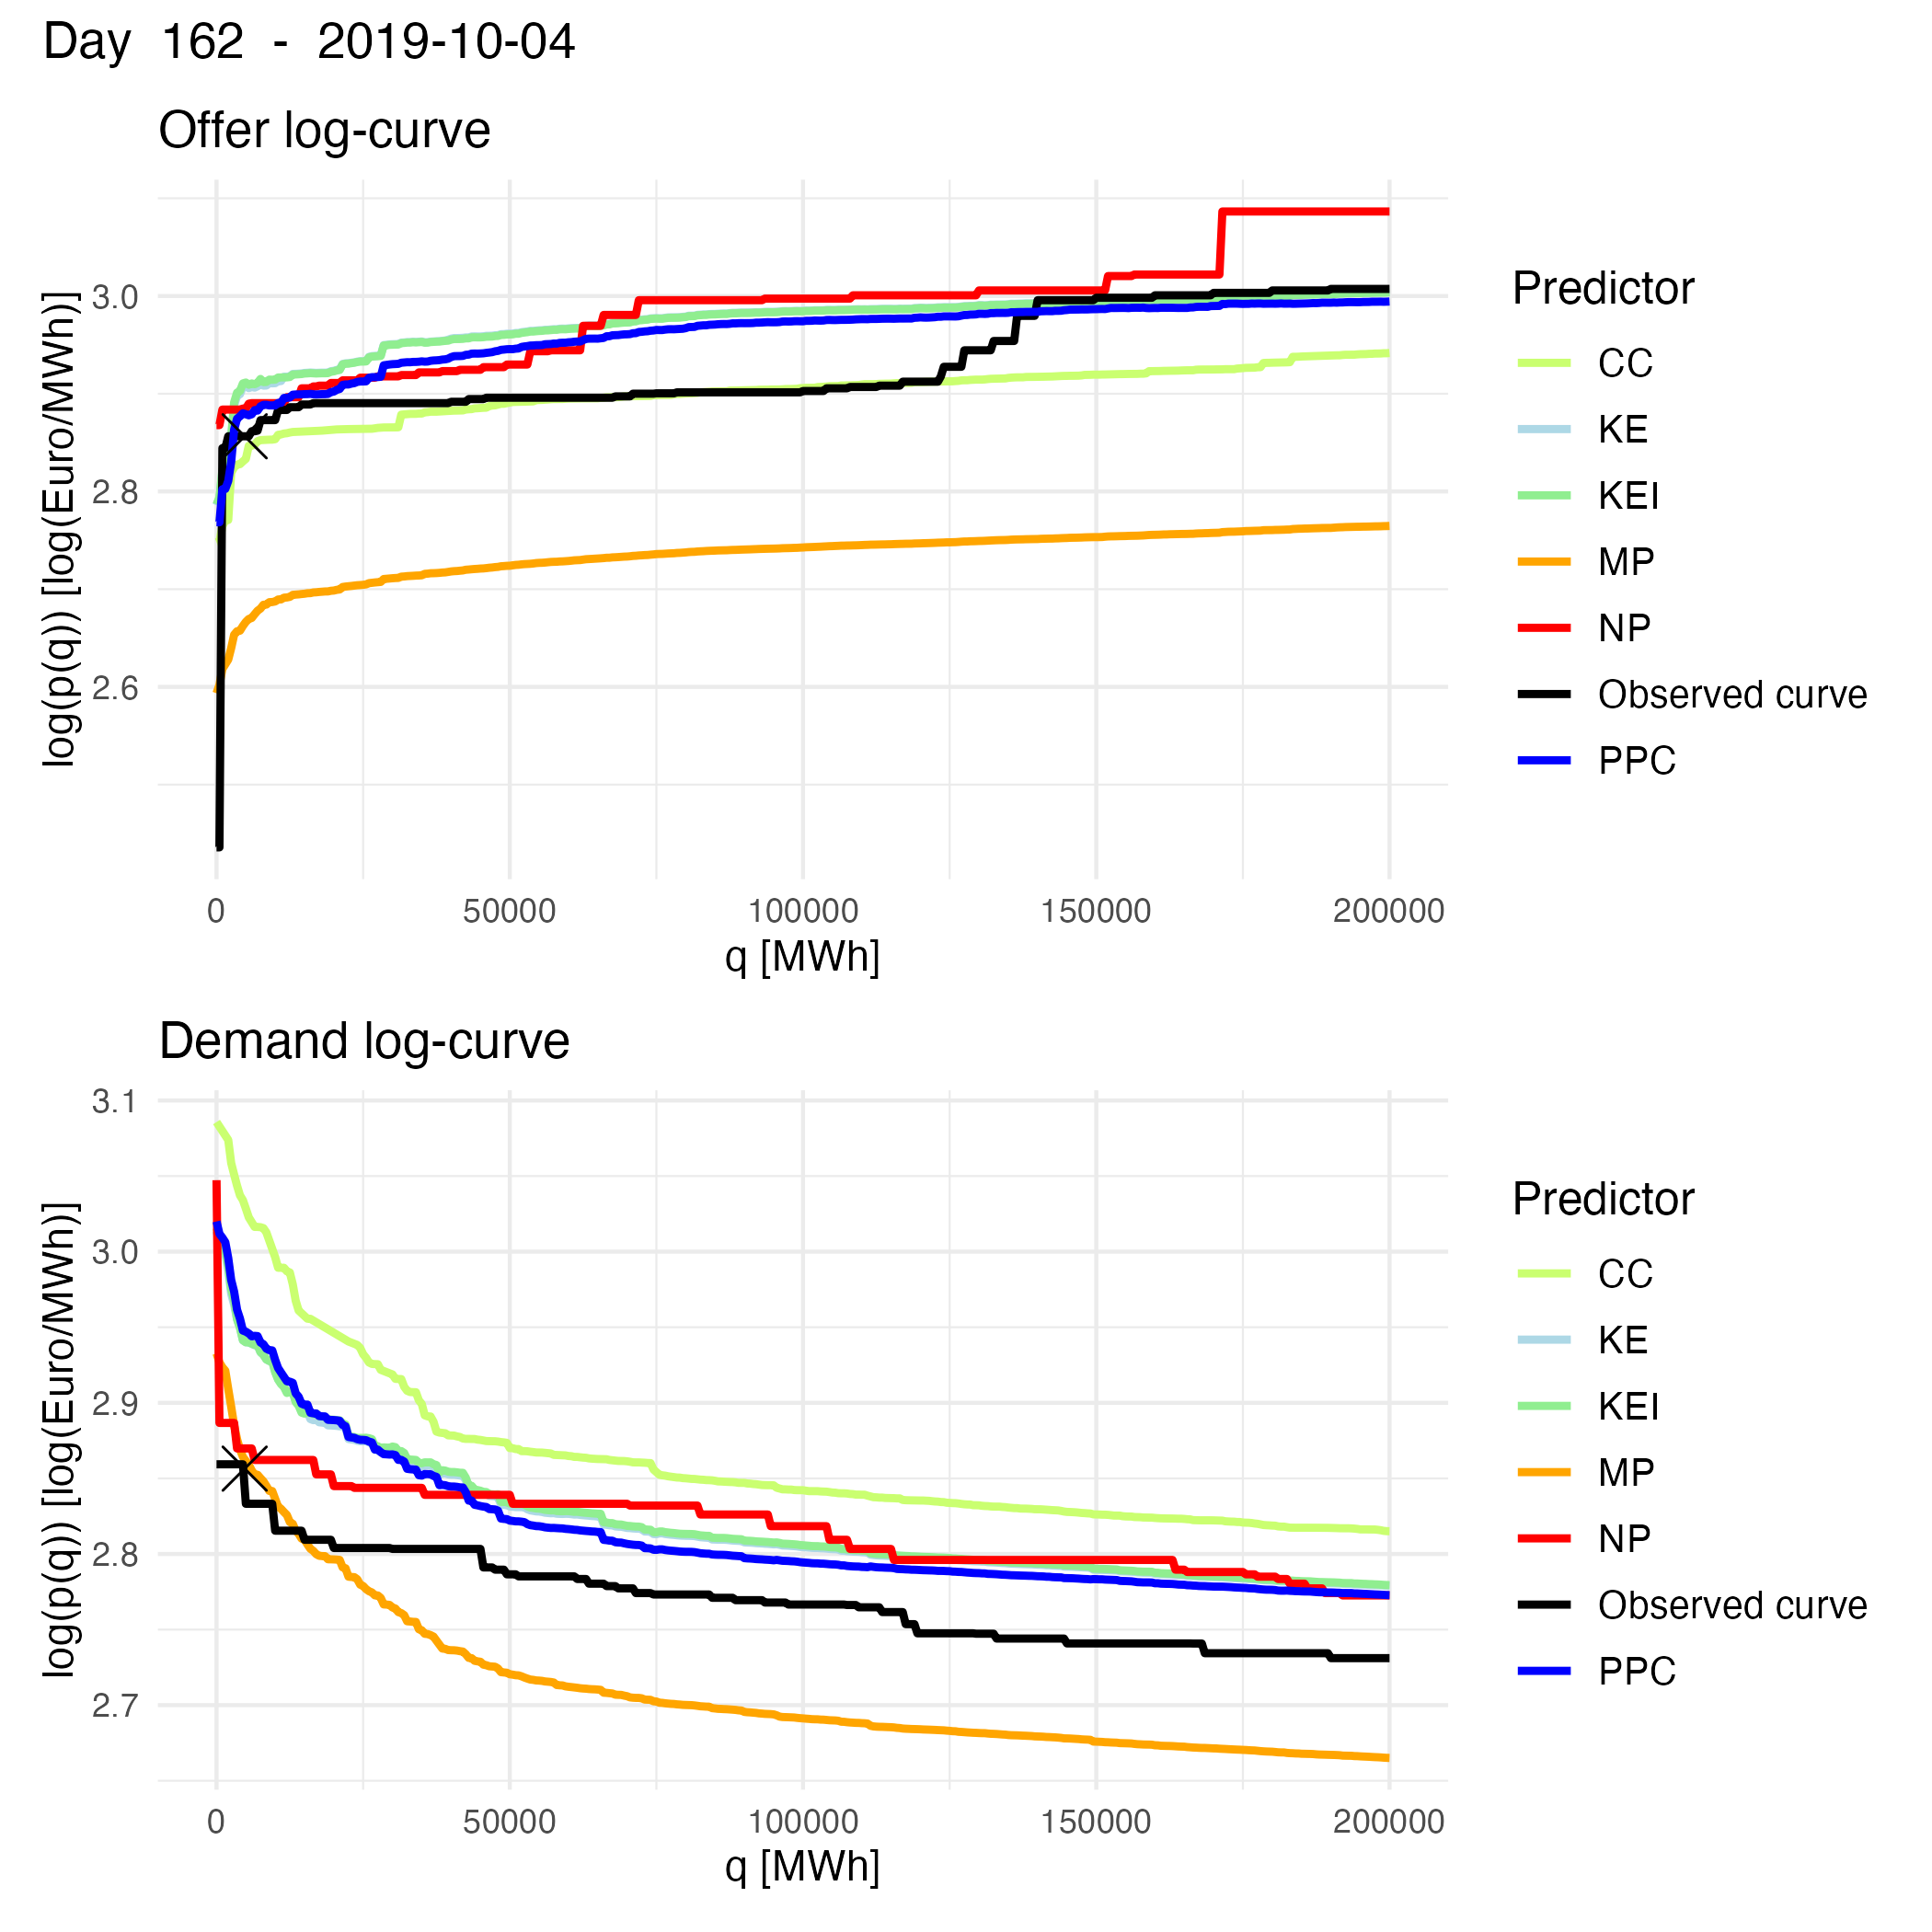 Day 162 - 2019-10-04
Offer log-curve
log(p(q)) [log(Euro/MWh)]
3.0
2.8
2.6
0 50000 100000 150000 200000
q [MWh]
Predictor
CC
KE
KEI
MP
NP
Observed curve
PPC
Demand log-curve
log(p(q)) [log(Euro/MWh)]
3.1
3.0
2.9
2.8
2.7
0 50000 100000 150000 200000
q [MWh]
Predictor
CC
KE
KEI
MP
NP
Observed curve
PPC